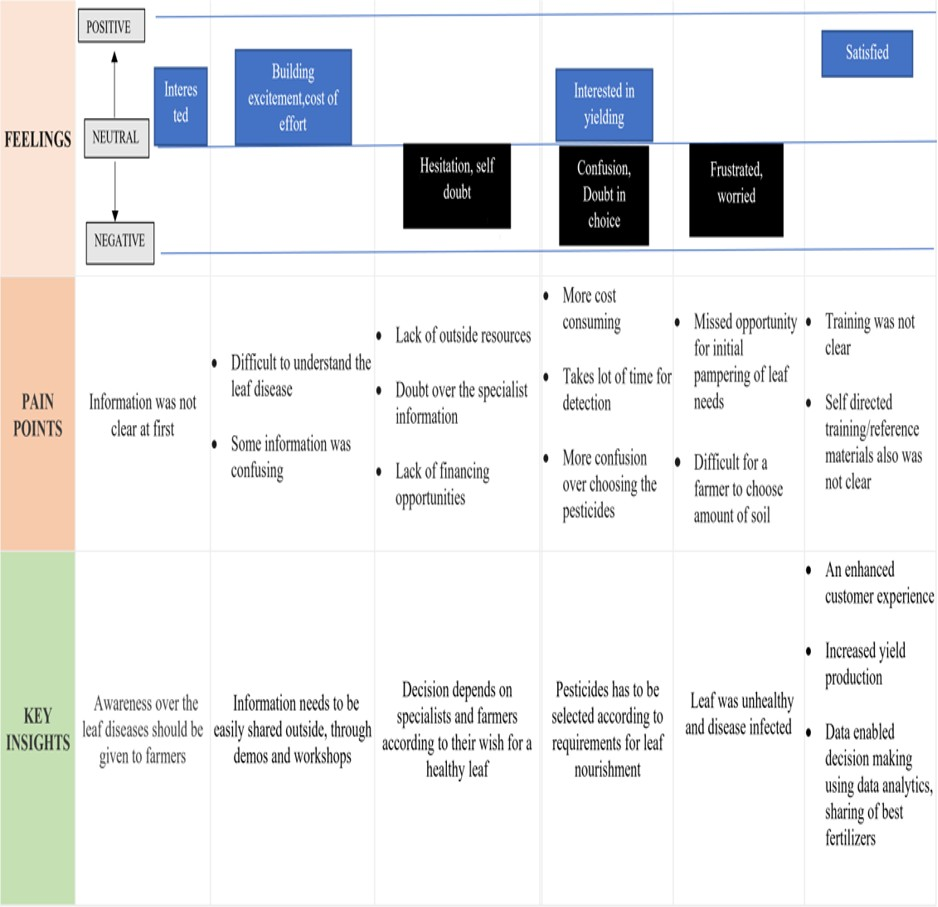 FEELINGS
POSITIVE
NEUTRAL
NEGATIVE
Interes
ted
Building
excitement,cost of
effort
Hesitation, self
doubt
Interested in
yielding
Confusion,
Doubt in
choice
Frustrated,
worried
Satisfied
PAIN
POINTS
Information was not
clear at first
• Difficult to understand the
leaf disease
• Some information was
confusing
• Lack of outside resources
• Doubt over the specialist
information
• Lack of financing
opportunities
• More cost
consuming
• Takes lot of time for
detection
• More confusion
over choosing the
pesticides
• Missed opportunity
for initial
pampering of leaf
needs
• Difficult for a
farmer to choose
amount of soil
• Training was not
clear
• Self directed
training/reference
materials also was
not clear
KEY
INSIGHTS
Awareness over the
leaf diseases should be
given to farmers
Information needs to be
easily shared outside, through
demos and workshops
Decision depends on
specialists and farmers
according to their wish for a
healthy leaf
Pesticides has to be
selected according to
requirements for leaf
nourishment
Leaf was unhealthy
and disease infected
• An enhanced
customer experience
• Increased yield
production
• Data enabled
decision making
using data analytics,
sharing of best
fertilizers